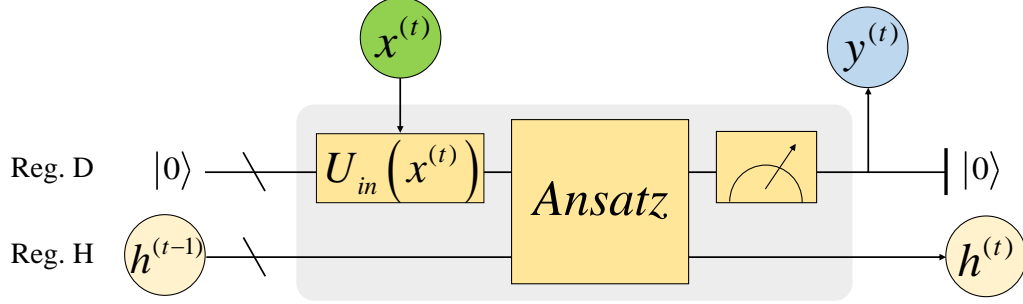 x^(t)
y^(t)
Reg. D |0⟩ U_in(x^(t)) |0⟩
Ansatz
Reg. H h^(t−1) h^(t)